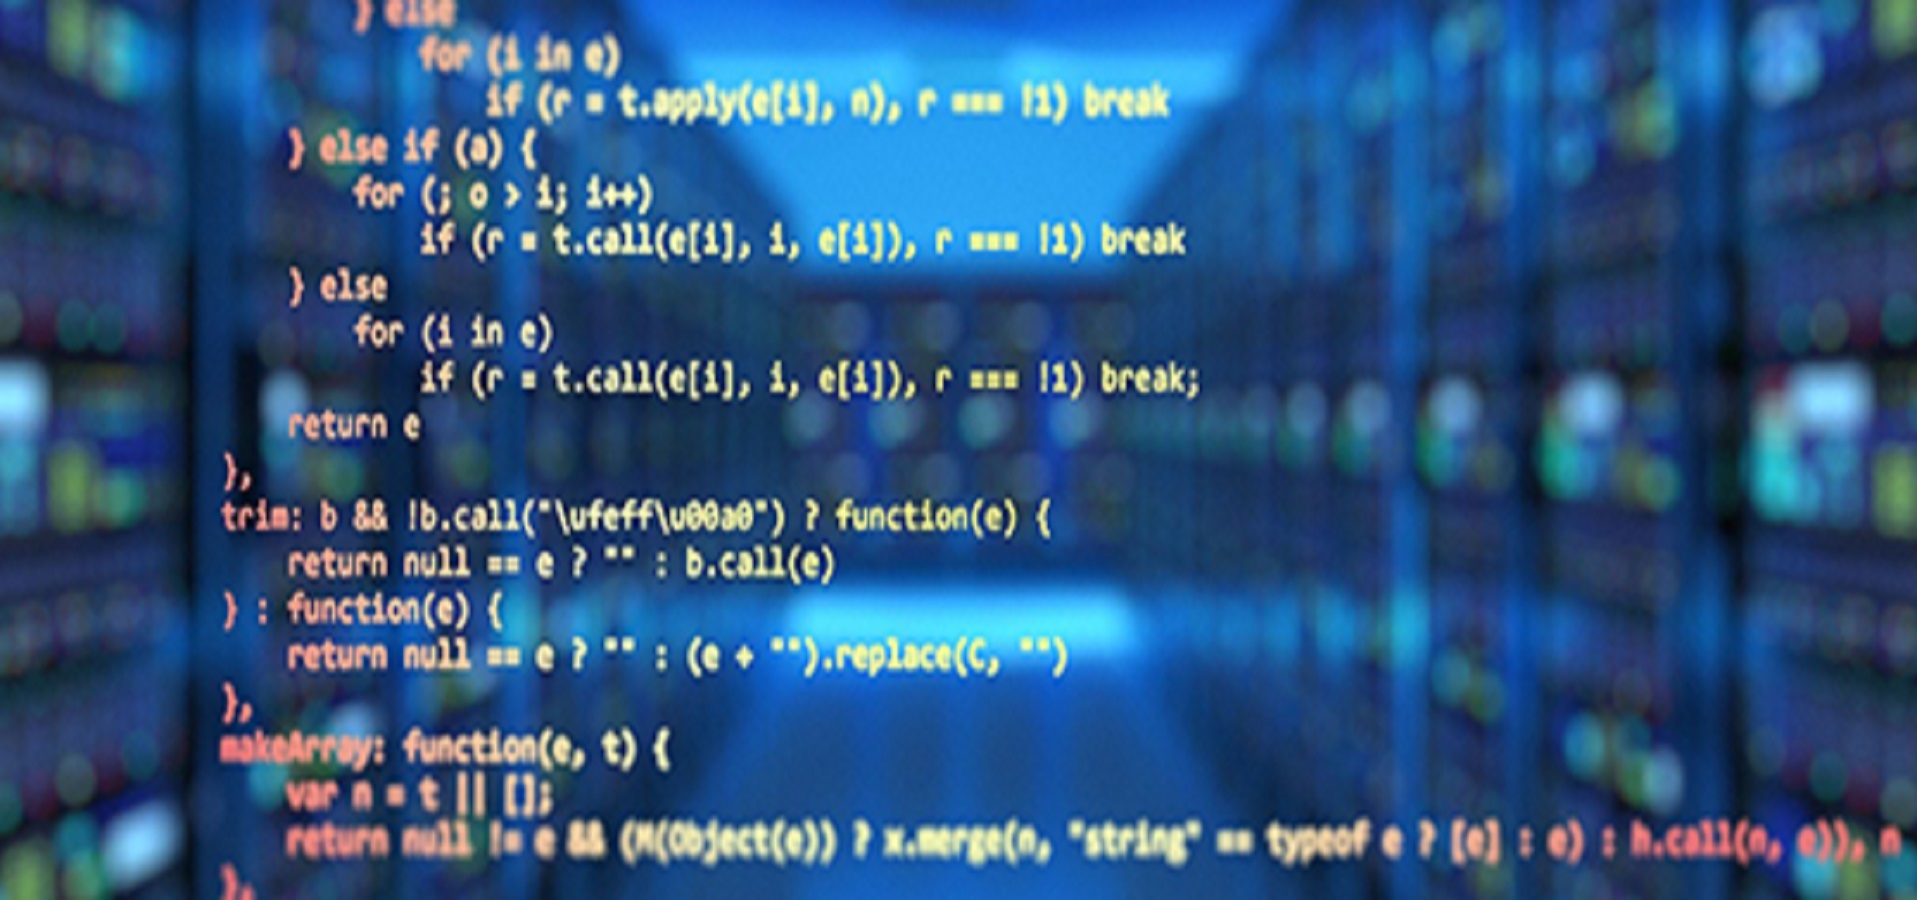 } else
for (i in e)
if (r = t.apply(e[i], n), r === !1) break
} else if (a) {
for (; o > i; i++)
if (r = t.call(e[i], i, e[i]), r === !1) break
} else
for (i in e)
if (r = t.call(e[i], i, e[i]), r === !1) break;
return e
},
trim: b && !b.call("\ufeff\u00a0") ? function(e) {
return null == e ? "" : b.call(e)
} : function(e) {
return null == e ? "" : (e + "").replace(C, "")
},
makeArray: function(e, t) {
var n = t || [];
return null != e && (M(Object(e)) ? x.merge(n, "string" == typeof e ? [e] : e) : h.call(n, e)), n
},